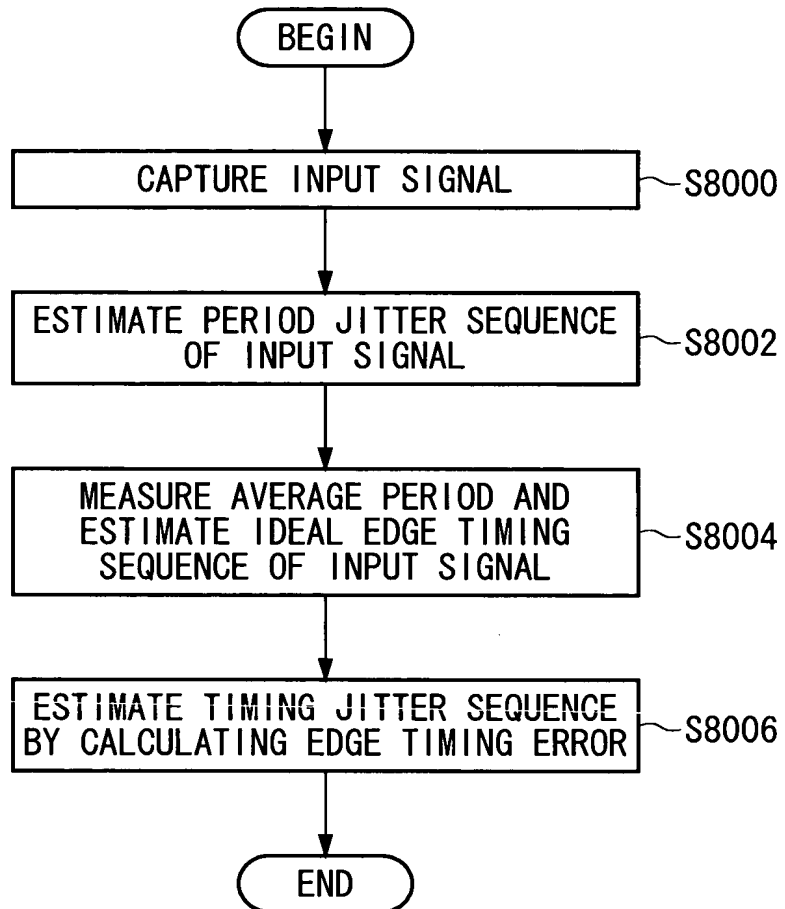 BEGIN
CAPTURE INPUT SIGNAL
S8000
ESTIMATE PERIOD JITTER SEQUENCE
OF INPUT SIGNAL
S8002
MEASURE AVERAGE PERIOD AND
ESTIMATE IDEAL EDGE TIMING
SEQUENCE OF INPUT SIGNAL
S8004
ESTIMATE TIMING JITTER SEQUENCE
BY CALCULATING EDGE TIMING ERROR
S8006
END